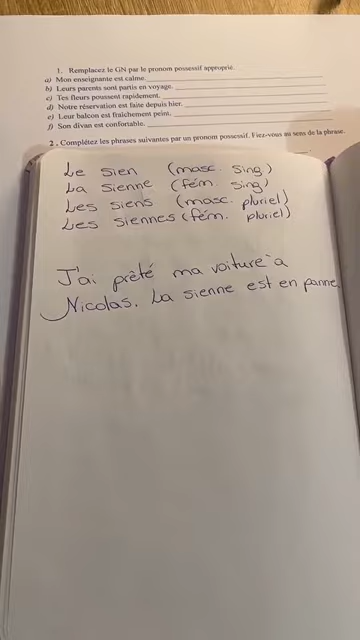 1. Remplacez le GN par le pronom possessif approprié.
a) Mon enseignante est calme.
b) Leurs parents sont partis en voyage.
c) Tes fleurs poussent rapidement.
d) Notre réservation est faite depuis hier.
e) Leur balcon est fraîchement peint.
f) Son divan est confortable.
2. Complétez les phrases suivantes par un pronom possessif. Fiez-vous au sens de la phrase.
Le sien (masc. sing)
La sienne (fém. sing)
Les siens (masc. pluriel)
Les siennes (fém. pluriel)
J'ai prêté ma voiture à
Nicolas. La sienne est en panne.